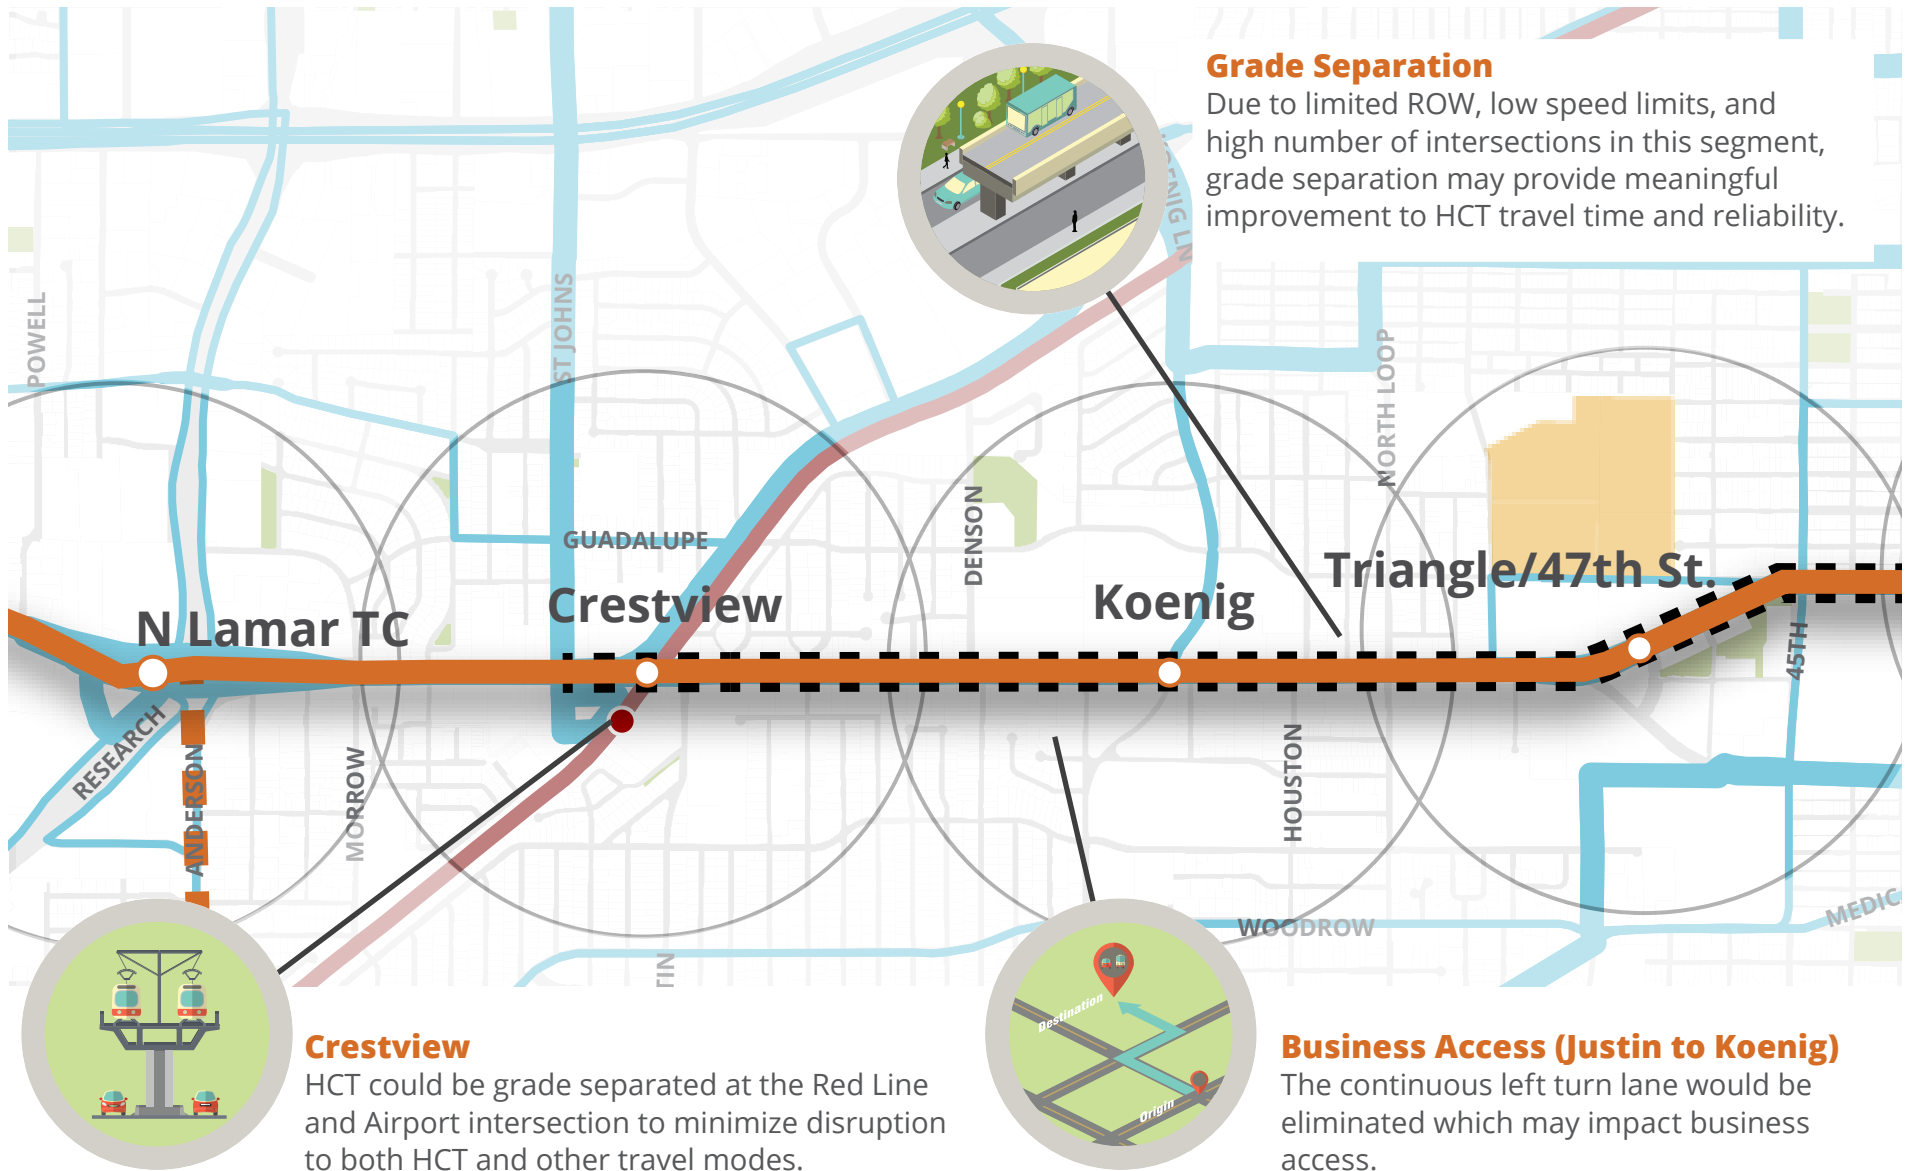 Grade Separation
Due to limited ROW, low speed limits, and
high number of intersections in this segment,
grade separation may provide meaningful
improvement to HCT travel time and reliability.
KOENIG LN
POWELL
ST JOHNS
NORTH LOOP
DENSON
GUADALUPE
Triangle/47th St.
Crestview
Koenig
N Lamar TC
45TH
RESEARCH
ANDERSON
MORROW
HOUSTON
WOODROW
MEDIC
TIN
Destination
Origin
Crestview
HCT could be grade separated at the Red Line
and Airport intersection to minimize disruption
to both HCT and other travel modes.
Business Access (Justin to Koenig)
The continuous left turn lane would be
eliminated which may impact business
access.